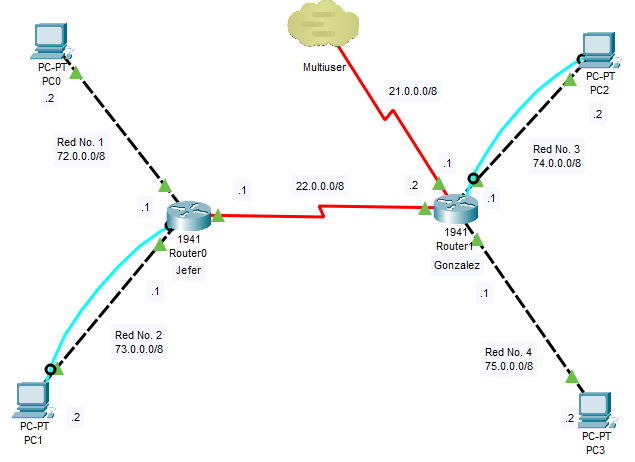 PC-PT
PC0
.2
Red No. 1
72.0.0.0/8
.1
Multiuser
21.0.0.0/8
PC-PT
PC2
.2
Red No. 3
74.0.0.0/8
.1
.1
22.0.0.0/8
.2
.1
1941
Router0
Jefer
1941
Router1
Gonzalez
.1
.1
Red No. 2
73.0.0.0/8
Red No. 4
75.0.0.0/8
.2
PC-PT
PC1
.2
PC-PT
PC3